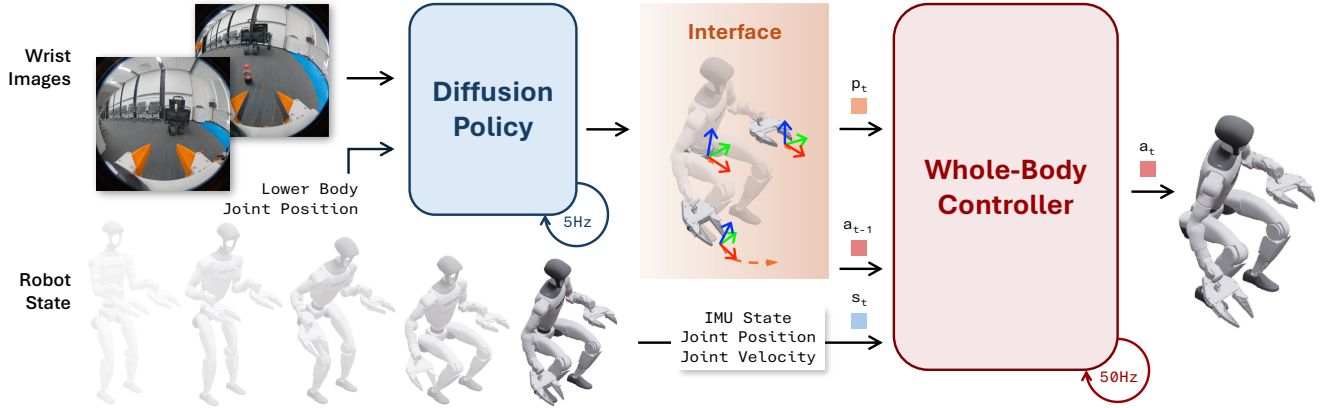 Wrist
Images
Lower Body
Joint Position
Diffusion
Policy
5Hz
Interface
p_t
a_{t-1}
s_t
Whole-Body
Controller
50Hz
a_t
Robot
State
IMU State
Joint Position
Joint Velocity